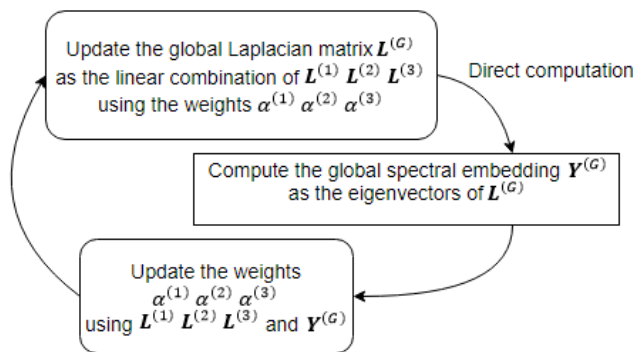 Update the global Laplacian matrix 𝑳⁽ᴳ⁾
as the linear combination of 𝑳⁽¹⁾ 𝑳⁽²⁾ 𝑳⁽³⁾
using the weights 𝛼⁽¹⁾ 𝛼⁽²⁾ 𝛼⁽³⁾
Direct computation
Compute the global spectral embedding 𝒀⁽ᴳ⁾
as the eigenvectors of 𝑳⁽ᴳ⁾
Update the weights
𝛼⁽¹⁾ 𝛼⁽²⁾ 𝛼⁽³⁾
using 𝑳⁽¹⁾ 𝑳⁽²⁾ 𝑳⁽³⁾ and 𝒀⁽ᴳ⁾